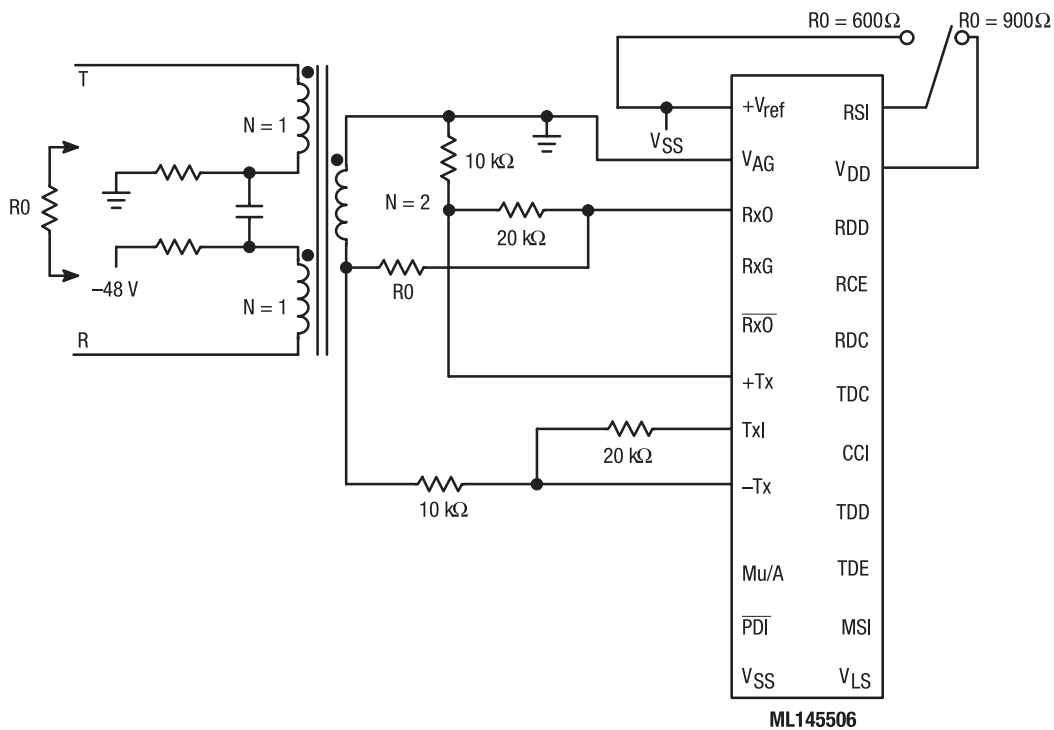 R0 = 600Ω
R0 = 900Ω
T
N = 1
R0
–48 V
N = 1
R
N = 2
10 kΩ
20 kΩ
R0
20 kΩ
10 kΩ
VSS
+Vref
VAG
RxO
RxG
RxO
+Tx
TxI
–Tx
Mu/A
PDI
VSS
RSI
VDD
RDD
RCE
RDC
TDC
CCI
TDD
TDE
MSI
VLS
ML145506